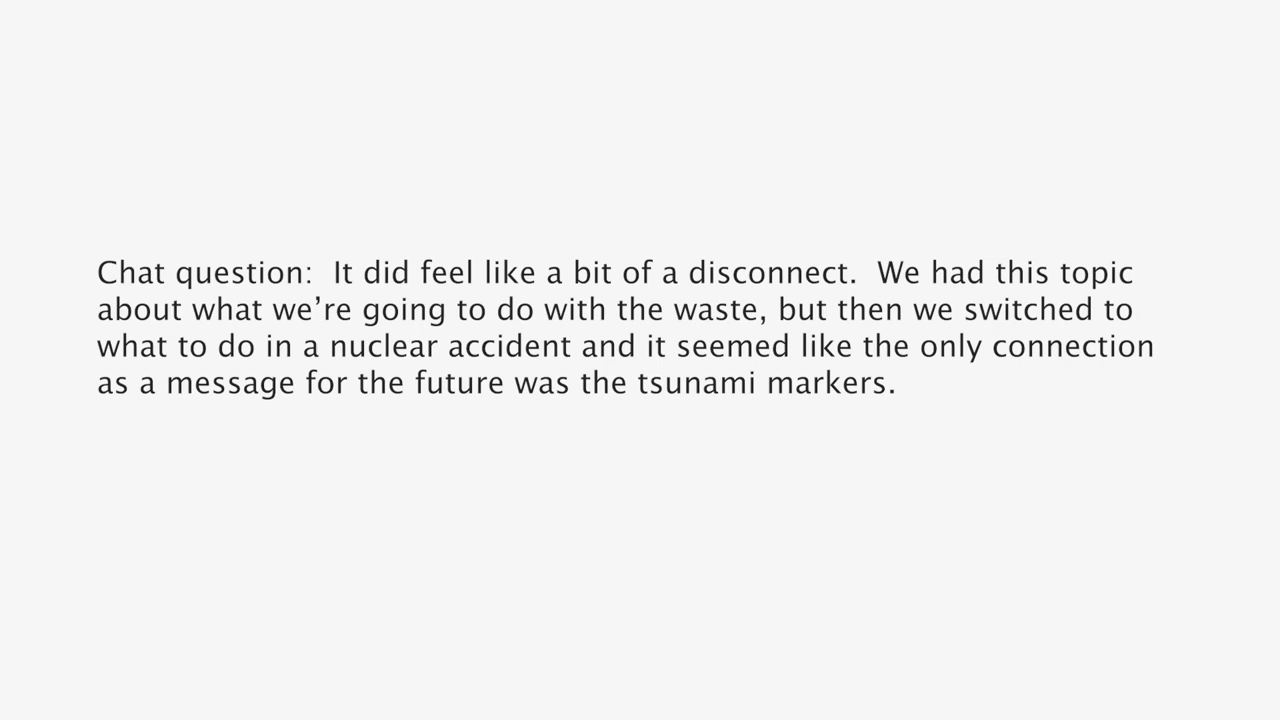 Chat question:  It did feel like a bit of a disconnect.  We had this topic
about what we’re going to do with the waste, but then we switched to
what to do in a nuclear accident and it seemed like the only connection
as a message for the future was the tsunami markers.